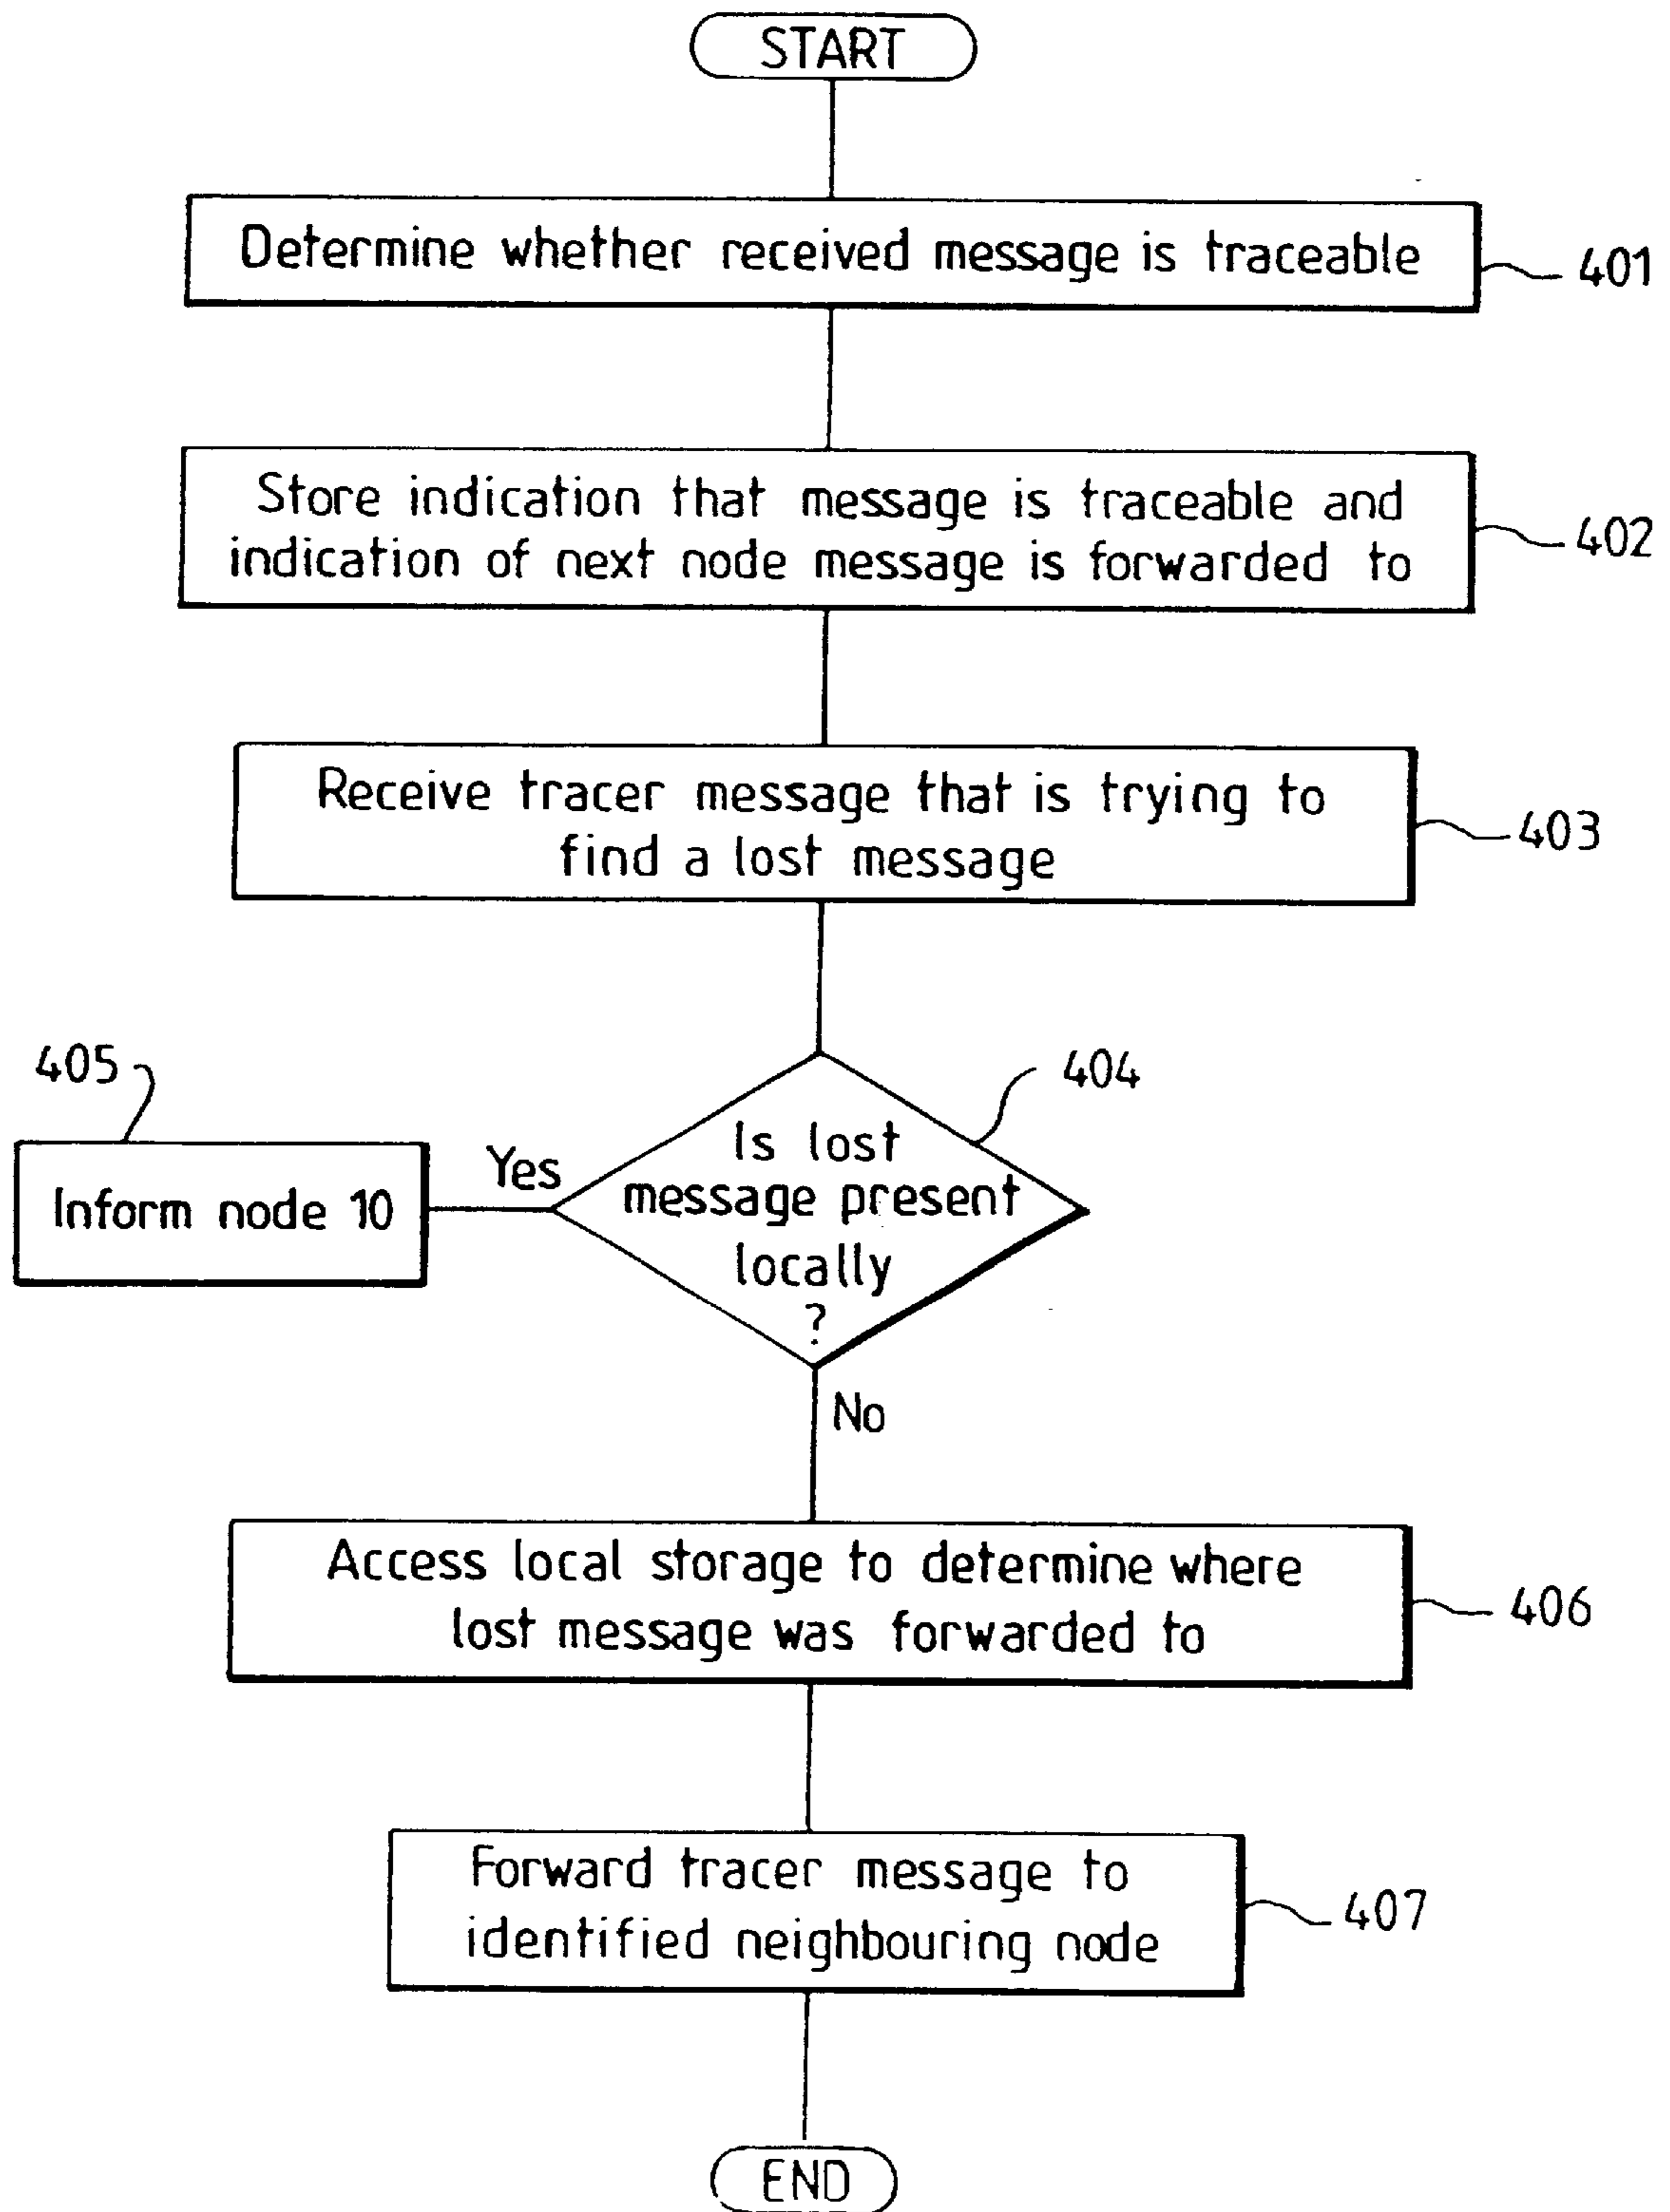 START
Determine whether received message is traceable
401
Store indication that message is traceable and
indication of next node message is forwarded to
402
Receive tracer message that is trying to
find a lost message
403
405
404
Inform node 10
Yes
Is lost
message present
locally
?
No
Access local storage to determine where
lost message was forwarded to
406
Forward tracer message to
identified neighbouring node
407
END